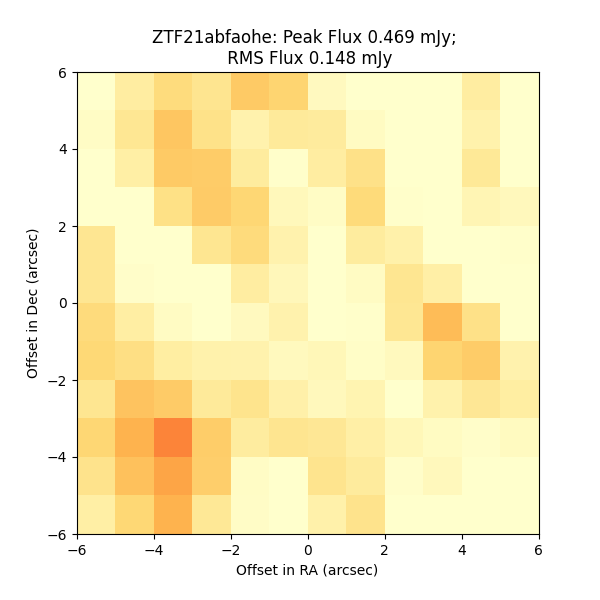 ZTF21abfaohe: Peak Flux 0.469 mJy;
RMS Flux 0.148 mJy
6
4
2
0
−2
−4
−6
Offset in Dec (arcsec)
−6 −4 −2 0 2 4 6
Offset in RA (arcsec)